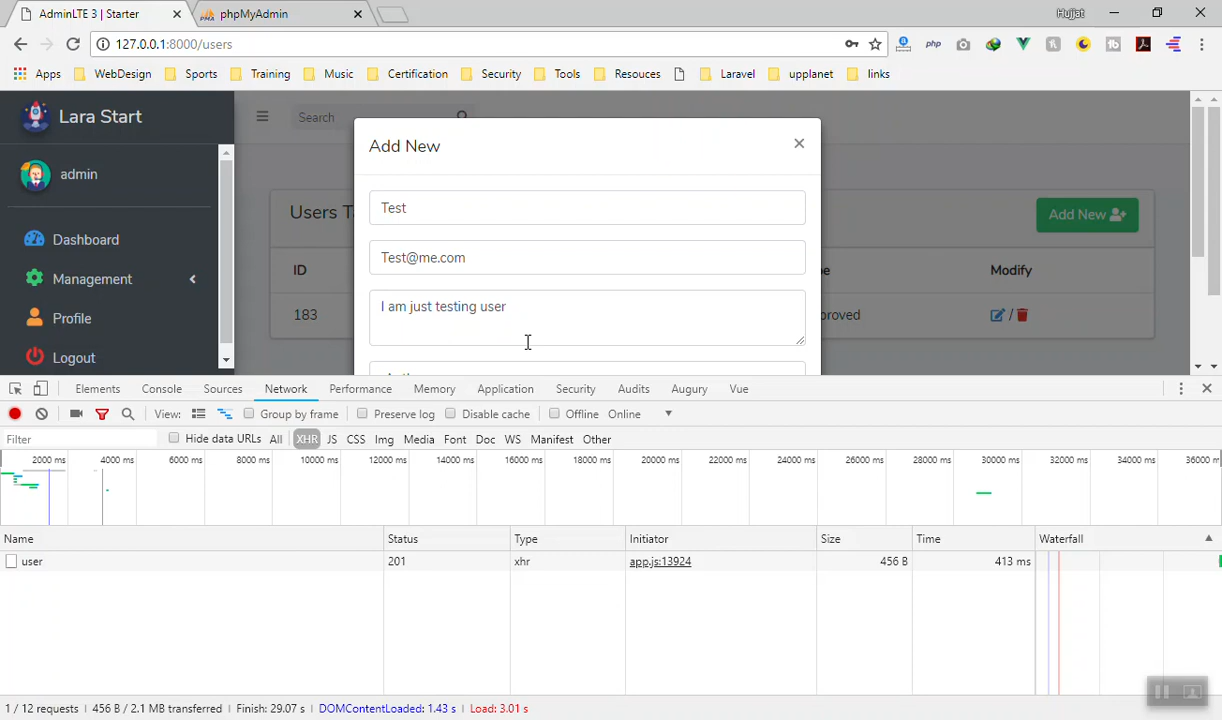 AdminLTE 3 | Starter
phpMyAdmin
Hujjat
127.0.0.1:8000/users
php
Apps WebDesign Sports Training Music Certification Security Tools Resouces Laravel upplanet links
Lara Start
Search
Add New
admin
Test
Users T
Add New
Dashboard
Test@me.com
ID
Modify
Management
I am just testing user
183
proved
/
Profile
Logout
Elements Console Sources Network Performance Memory Application Security Audits Augury Vue
View: Group by frame Preserve log Disable cache Offline Online
Filter Hide data URLs All XHR JS CSS Img Media Font Doc WS Manifest Other
2000 ms 4000 ms 6000 ms 8000 ms 10000 ms 12000 ms 14000 ms 16000 ms 18000 ms 20000 ms 22000 ms 24000 ms 26000 ms 28000 ms 30000 ms 32000 ms 34000 ms 36000
Name Status Type Initiator Size Time Waterfall
user 201 xhr app.js:13924 456 B 413 ms
1 / 12 requests | 456 B / 2.1 MB transferred | Finish: 29.07 s | DOMContentLoaded: 1.43 s | Load: 3.01 s